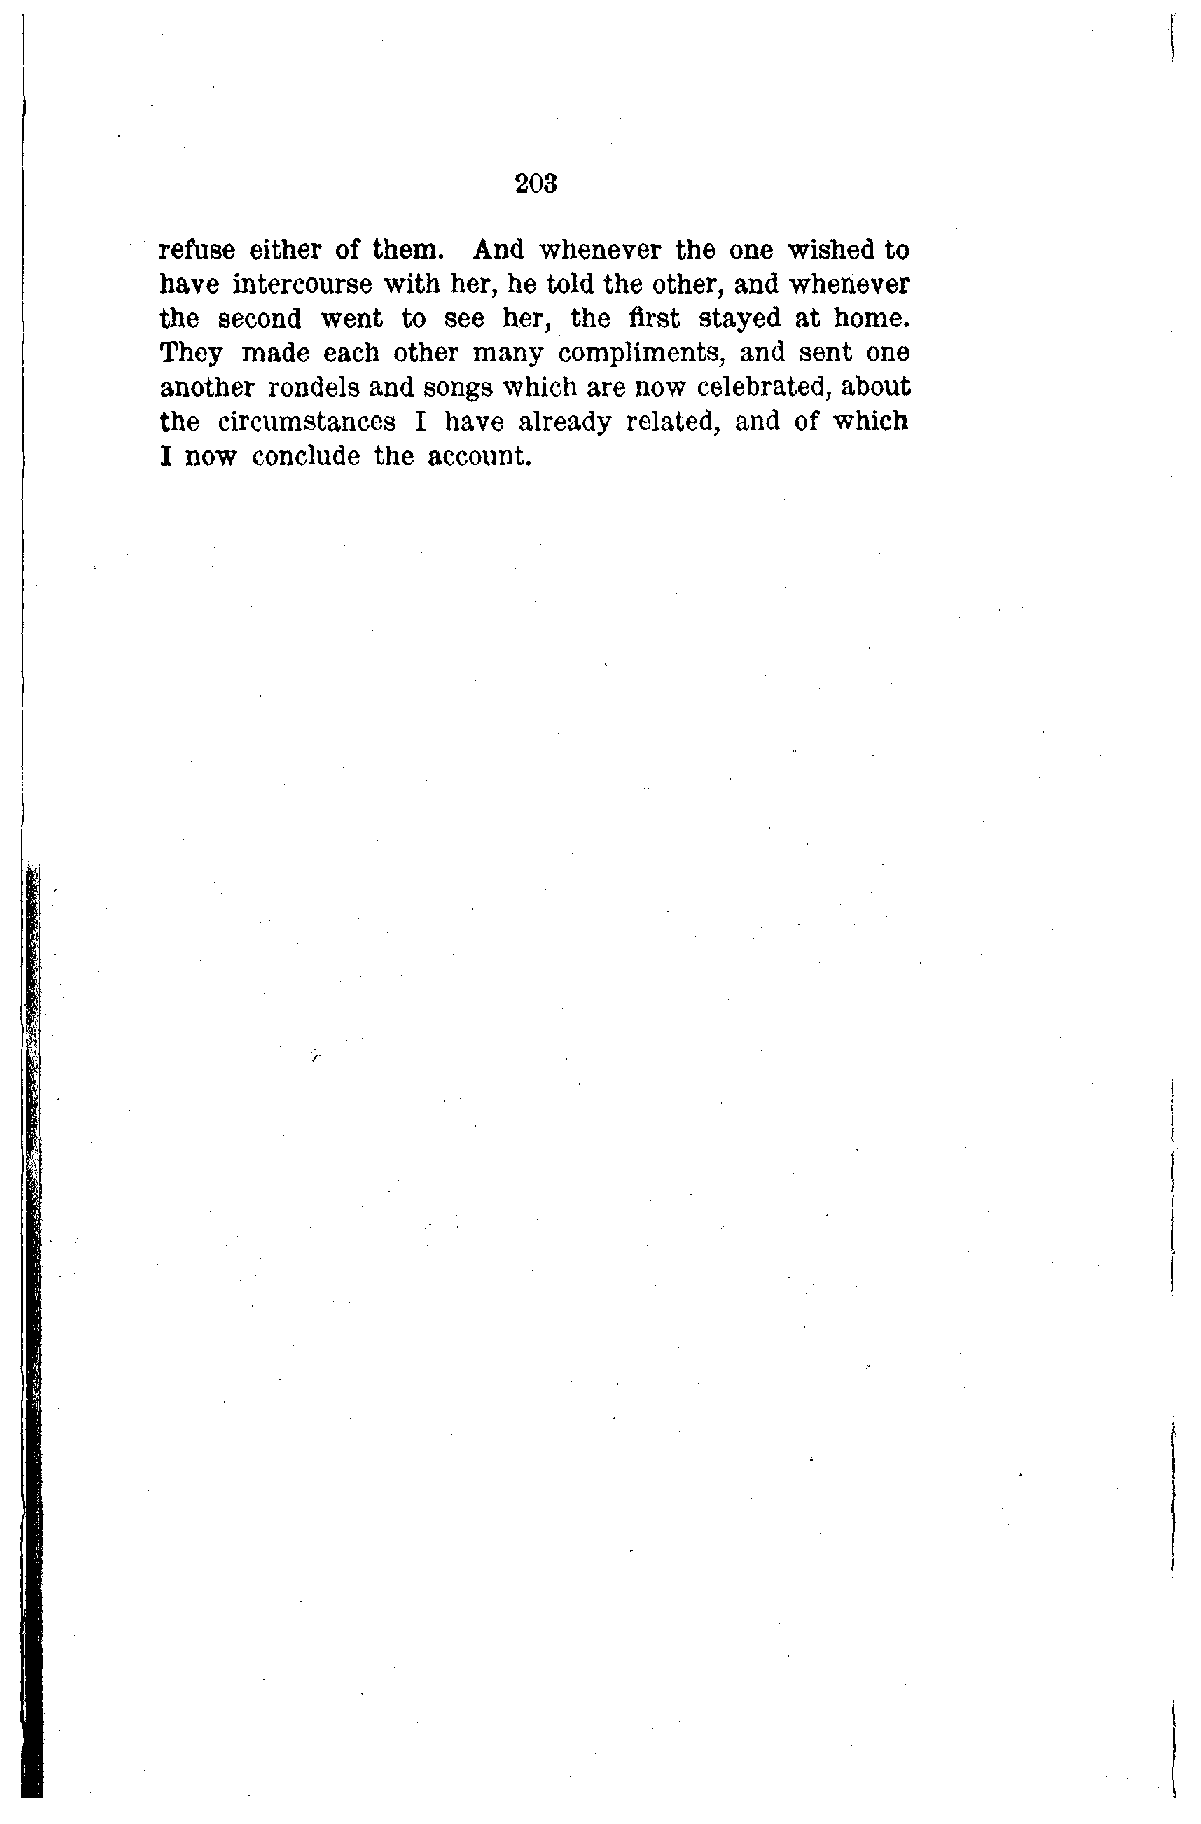 203
refuse either of them. And whenever the one wished to
have intercourse with her, he told the other, and whenever
the second went to see her, the first stayed at home.
They made each other many compliments, and sent one
another rondels and songs which are now celebrated, about
the circumstances I have already related, and of which
I now conclude the account.